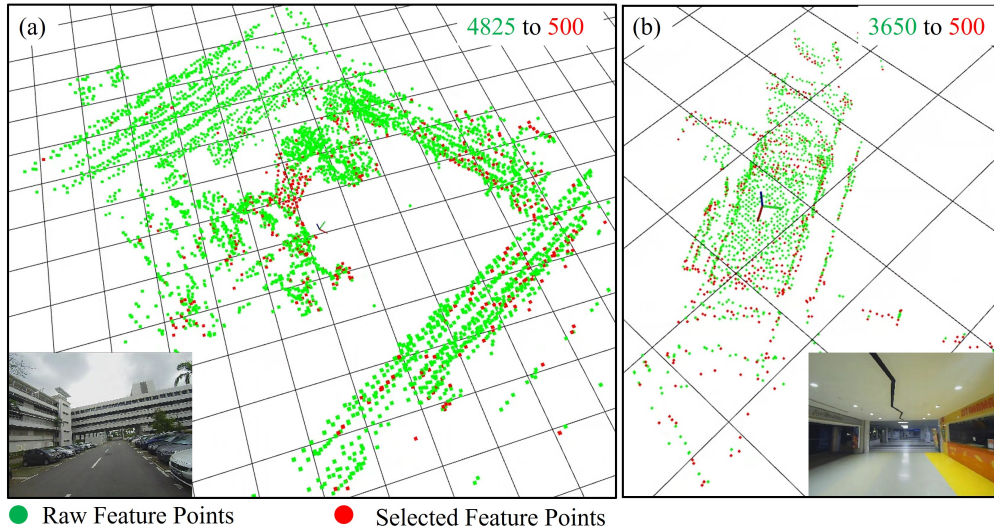 (a)
4825 to 500
(b)
3650 to 500
Raw Feature Points
Selected Feature Points